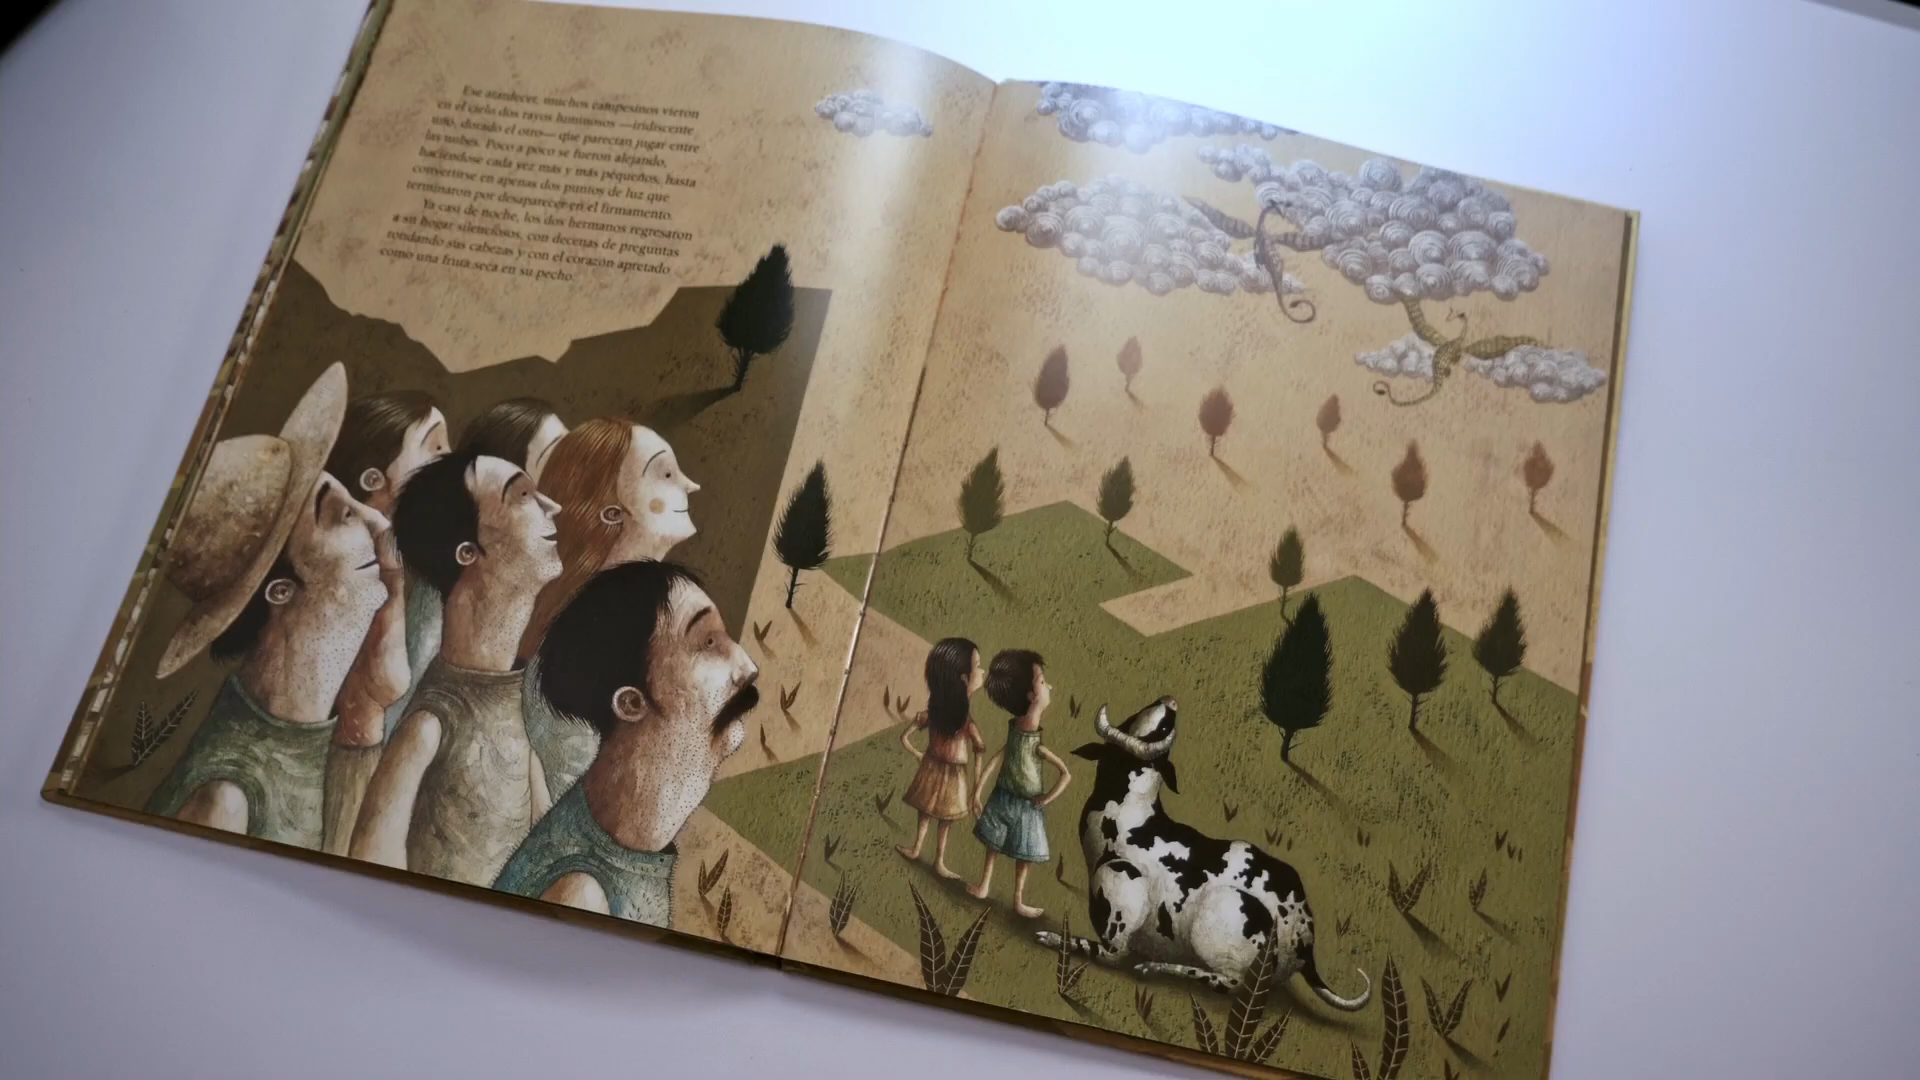 Ese atardecer, muchos campesinos vieron
en el cielo dos rayos luminosos —iridiscente
uno, dorado el otro— que parecían jugar entre
las nubes. Poco a poco se fueron alejando,
haciéndose cada vez más y más pequeños, hasta
convertirse en apenas dos puntos de luz que
terminaron por desaparecer en el firmamento.
Ya casi de noche, los dos hermanos regresaron
a su hogar silenciosos, con decenas de preguntas
rondando sus cabezas y con el corazón apretado
como una fruta seca en su pecho.